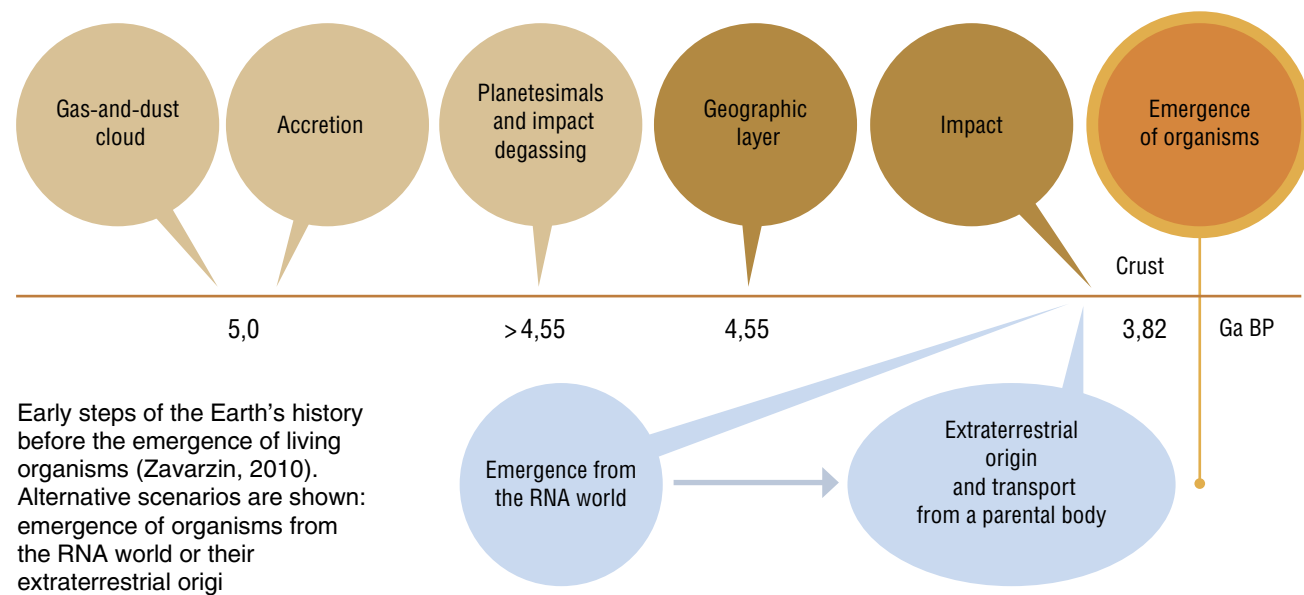 Gas-and-dust
cloud
Accretion
Planetesimals
and impact
degassing
Geographic
layer
Impact
Emergence
of organisms
Crust
5,0
>4,55
4,55
3,82
Ga BP
Early steps of the Earth's history
before the emergence of living
organisms (Zavarzin, 2010).
Alternative scenarios are shown:
emergence of organisms from
the RNA world or their
extraterrestrial origi
Emergence from
the RNA world
Extraterrestrial
origin
and transport
from a parental body